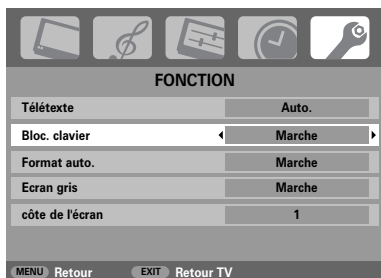 FONCTION
Télétexte Auto.
Bloc. clavier Marche
Format auto. Marche
Ecran gris Marche
côte de l'écran 1
MENU Retour EXIT Retour TV